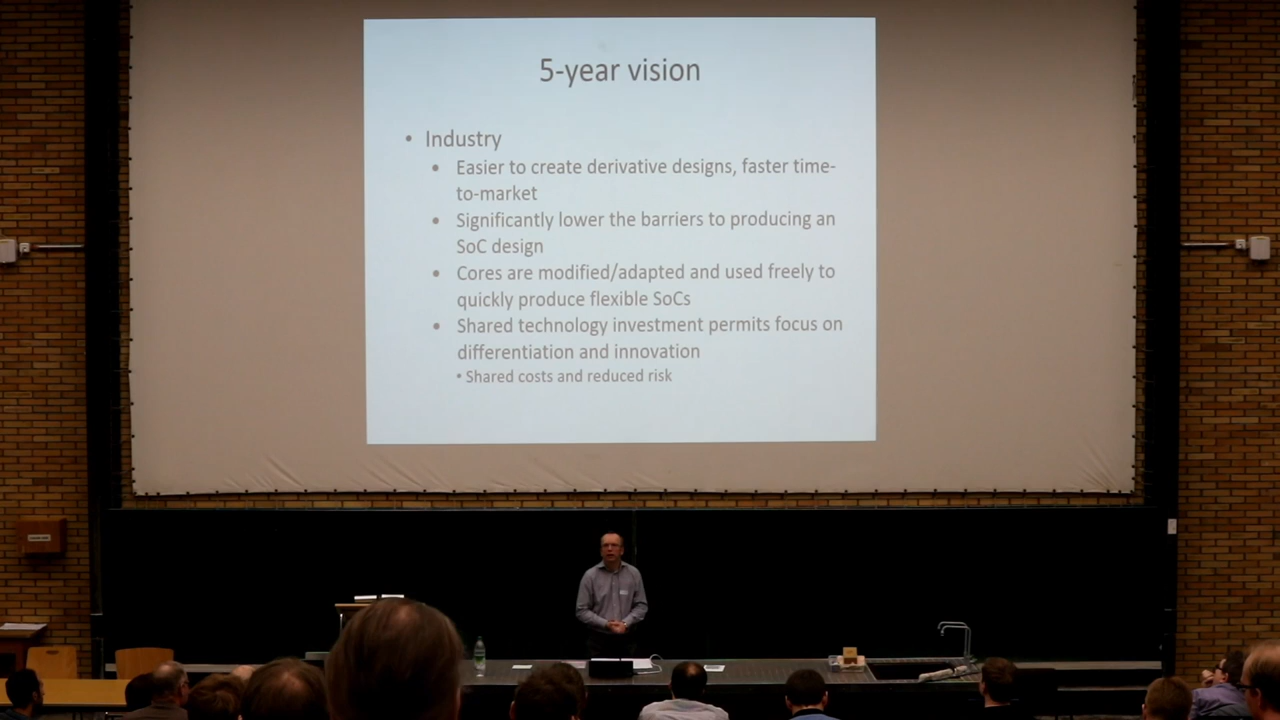 5-year vision
• Industry
• Easier to create derivative designs, faster time-
to-market
• Significantly lower the barriers to producing an
SoC design
• Cores are modified/adapted and used freely to
quickly produce flexible SoCs
• Shared technology investment permits focus on
differentiation and innovation
• Shared costs and reduced risk